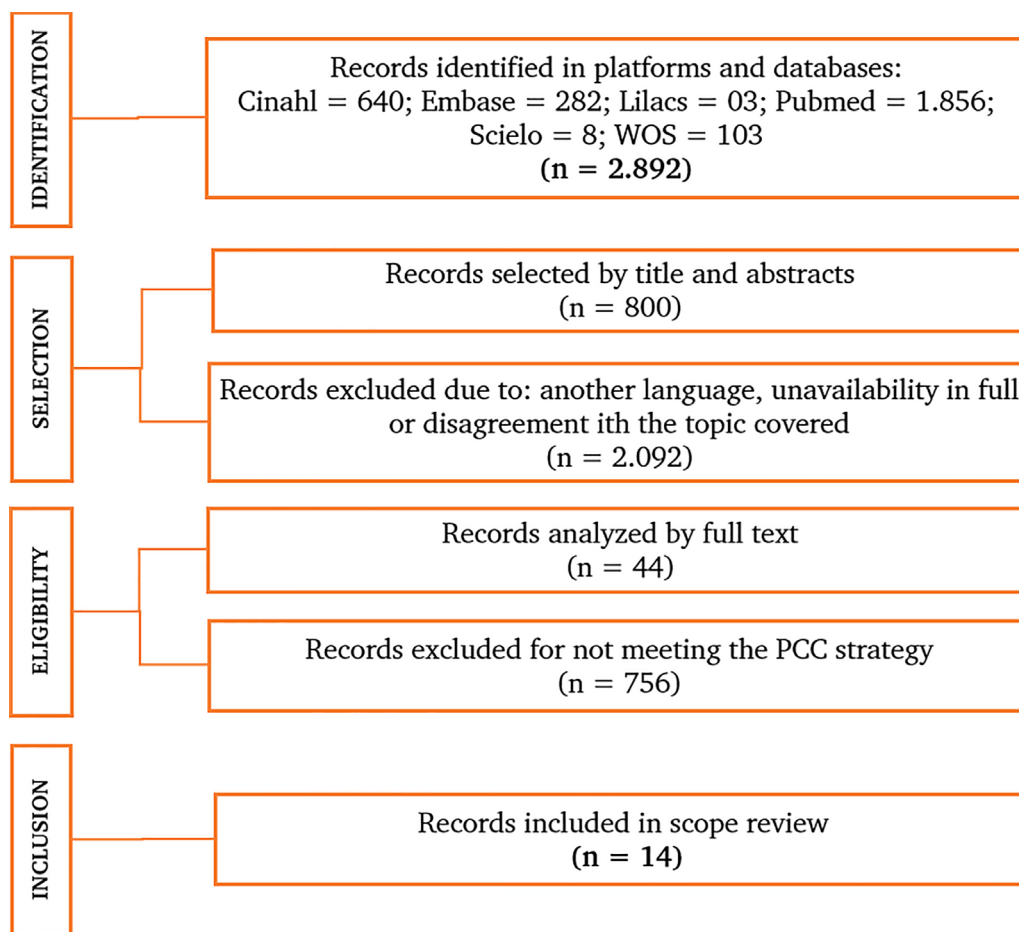 IDENTIFICATION
Records identified in platforms and databases:
Cinahl = 640; Embase = 282; Lilacs = 03; Pubmed = 1.856;
Scielo = 8; WOS = 103
(n = 2.892)
SELECTION
Records selected by title and abstracts
(n = 800)
Records excluded due to: another language, unavailability in full
or disagreement ith the topic covered
(n = 2.092)
ELIGIBILITY
Records analyzed by full text
(n = 44)
Records excluded for not meeting the PCC strategy
(n = 756)
INCLUSION
Records included in scope review
(n = 14)